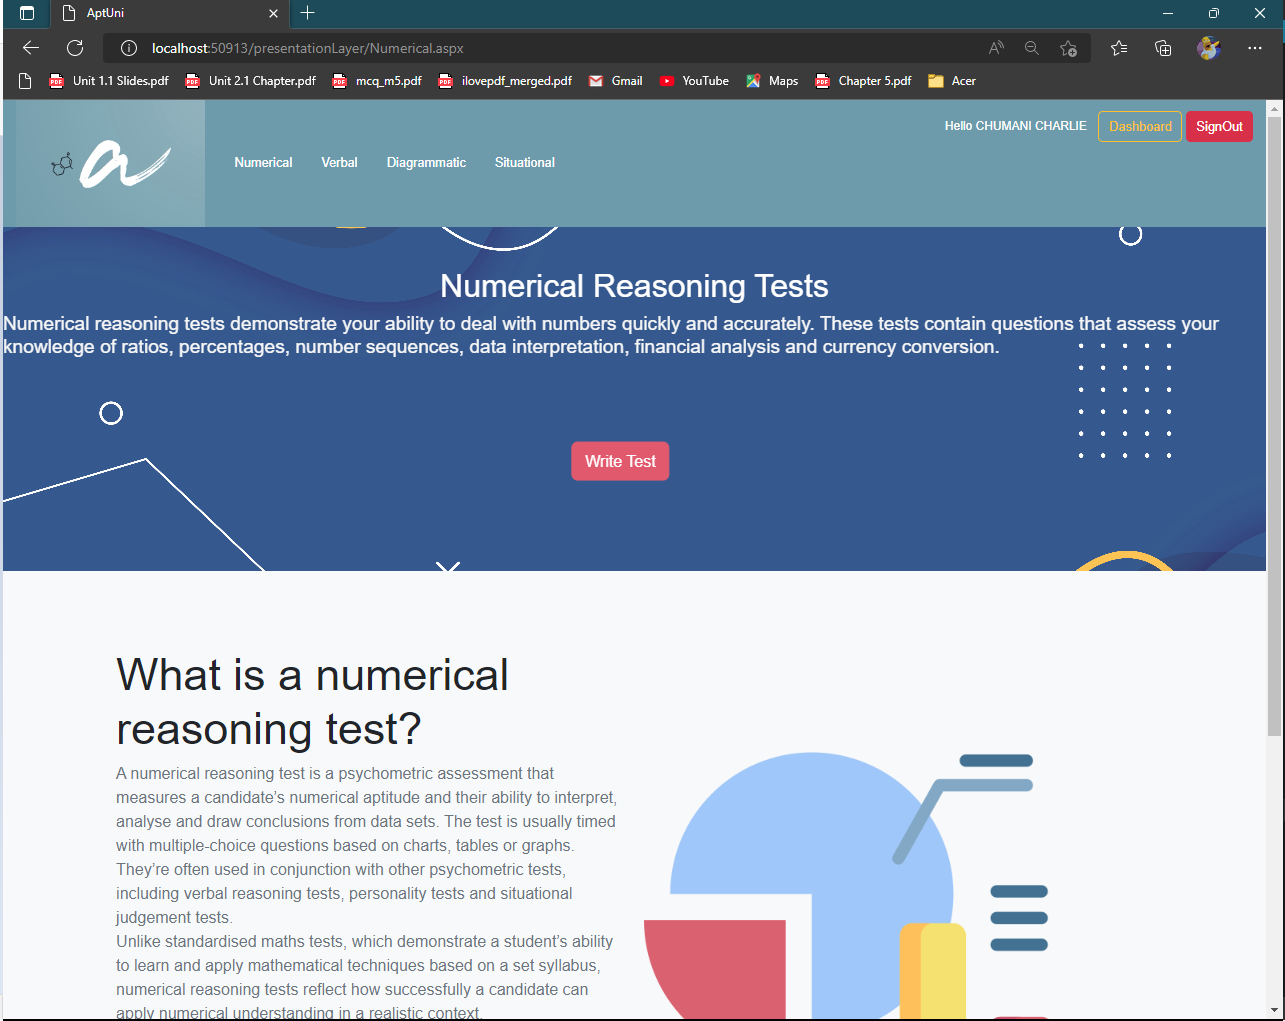 AptUni
localhost:50913/presentationLayer/Numerical.aspx
Unit 1.1 Slides.pdf
Unit 2.1 Chapter.pdf
mcq_m5.pdf
ilovepdf_merged.pdf
Gmail
YouTube
Maps
Chapter 5.pdf
Acer
Hello CHUMANI CHARLIE
Dashboard
SignOut
a
Numerical
Verbal
Diagrammatic
Situational
Numerical Reasoning Tests
Numerical reasoning tests demonstrate your ability to deal with numbers quickly and accurately. These tests contain questions that assess your
knowledge of ratios, percentages, number sequences, data interpretation, financial analysis and currency conversion.
Write Test
What is a numerical
reasoning test?
A numerical reasoning test is a psychometric assessment that
measures a candidate’s numerical aptitude and their ability to interpret,
analyse and draw conclusions from data sets. The test is usually timed
with multiple-choice questions based on charts, tables or graphs.
They’re often used in conjunction with other psychometric tests,
including verbal reasoning tests, personality tests and situational
judgement tests.
Unlike standardised maths tests, which demonstrate a student’s ability
to learn and apply mathematical techniques based on a set syllabus,
numerical reasoning tests reflect how successfully a candidate can
apply numerical understanding in a realistic context.